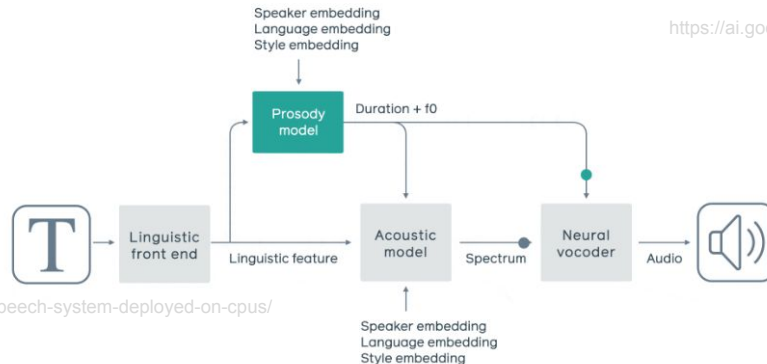 Speaker embedding
Language embedding
Style embedding
https://ai.goo
Prosody
model
Duration + f0
T
Linguistic
front end
Linguistic feature
Acoustic
model
Spectrum
Neural
vocoder
Audio
peech-system-deployed-on-cpus/
Speaker embedding
Language embedding
Style embedding